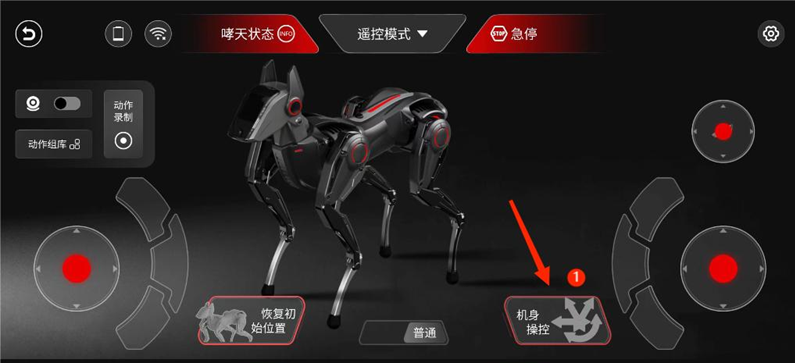 哮天状态 INFO
遥控模式
STOP 急停
动作
录制
动作组库
恢复初
始位置
普通
机身
操控
1